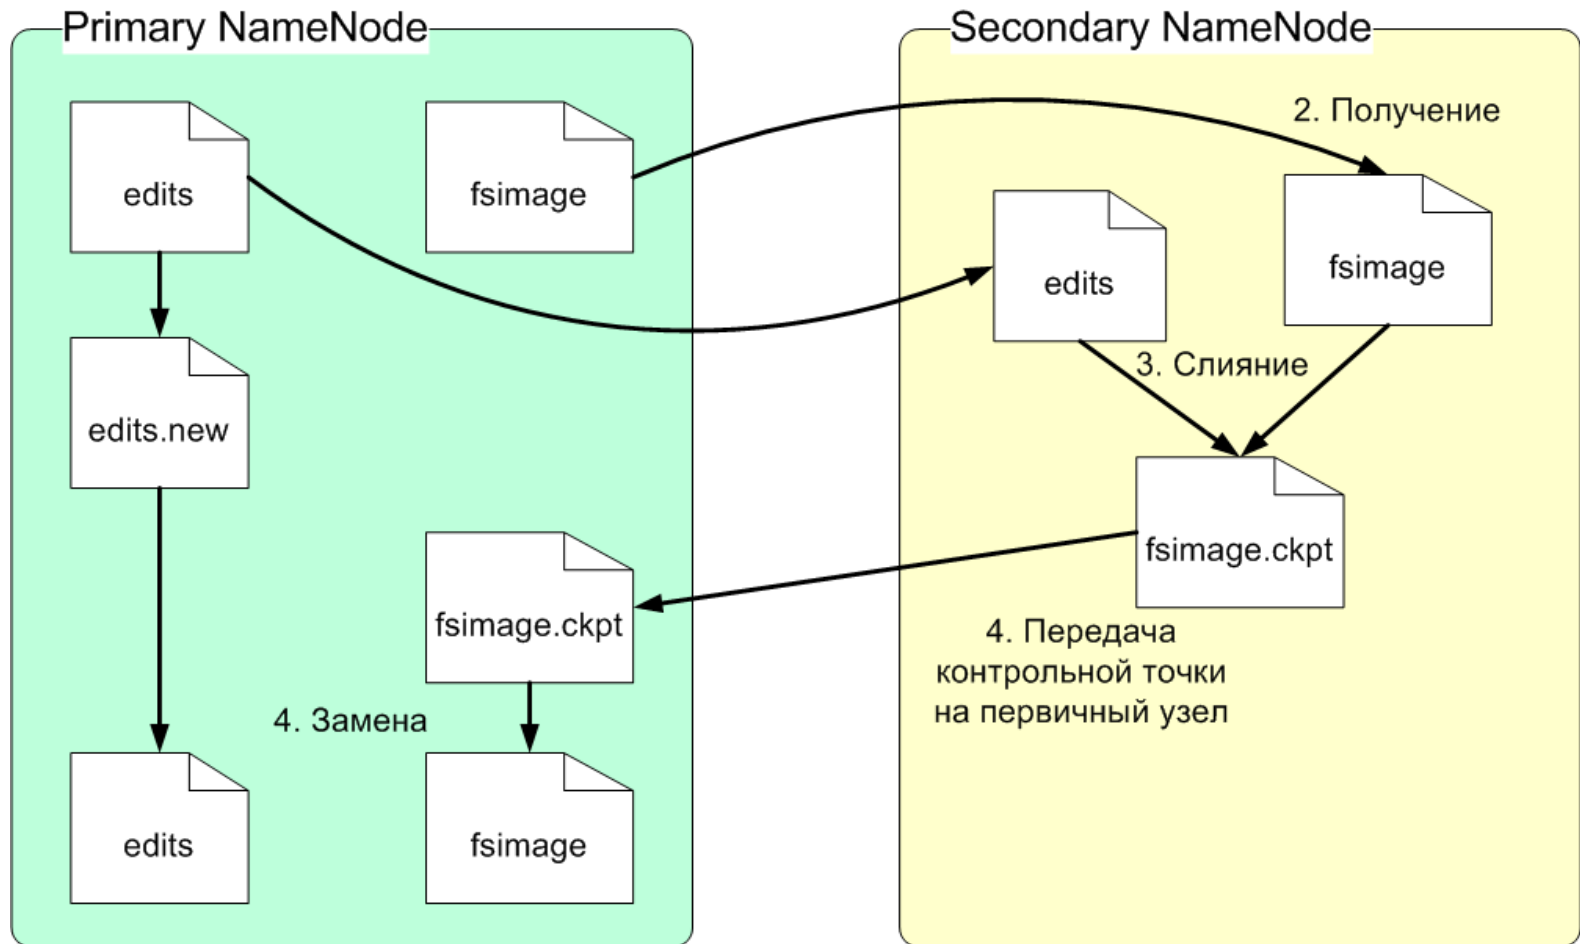 Primary NameNode
Secondary NameNode
2. Получение
edits
fsimage
edits
fsimage
3. Слияние
edits.new
fsimage.ckpt
fsimage.ckpt
4. Передача
контрольной точки
на первичный узел
4. Замена
edits
fsimage